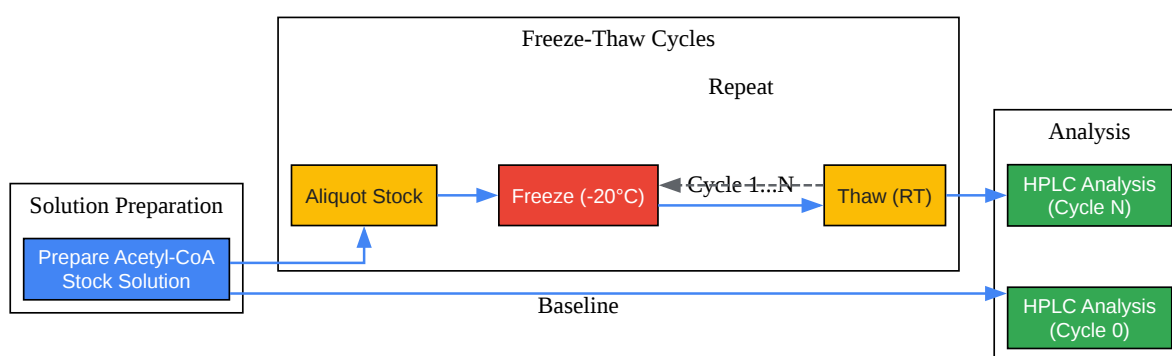 Freeze-Thaw Cycles
Repeat
Analysis
Solution Preparation
Aliquot Stock
Freeze (-20°C)
Cycle 1...N
Thaw (RT)
HPLC Analysis
(Cycle N)
Prepare Acetyl-CoA
Stock Solution
Baseline
HPLC Analysis
(Cycle 0)